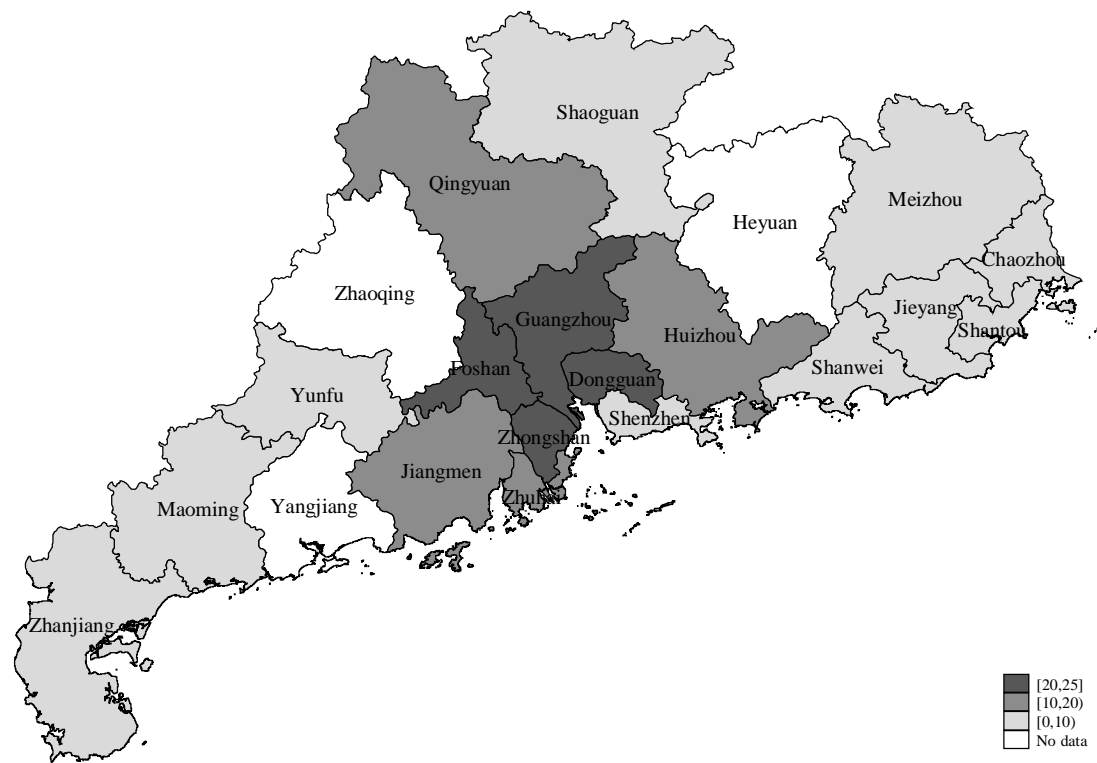 Shaoguan
Qingyuan
Meizhou
Heyuan
Chaozhou
Zhaoqing
Jieyang
Guangzhou
Shantou
Huizhou
Foshan
Shanwei
Dongguan
Yunfu
Shenzhen
Zhongshan
Jiangmen
Zhuhai
Yangjiang
Maoming
Zhanjiang
[20,25]
[10,20)
[0,10)
No data